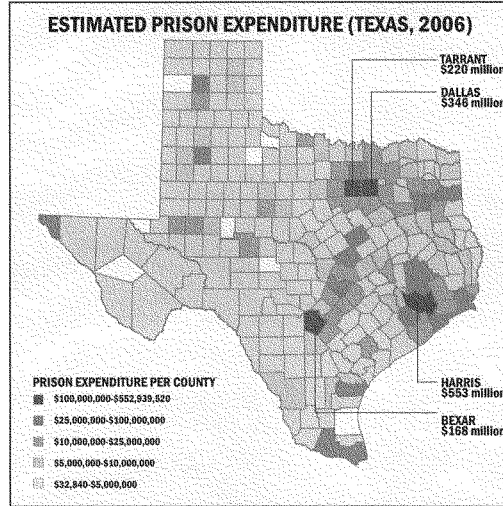 ESTIMATED PRISON EXPENDITURE (TEXAS, 2006)
TARRANT
$220 million
DALLAS
$346 million
HARRIS
$553 million
BEXAR
$168 million
PRISON EXPENDITURE PER COUNTY
$100,000,000-$552,939,520
$25,000,000-$100,000,000
$10,000,000-$25,000,000
$5,000,000-$10,000,000
$32,840-$5,000,000